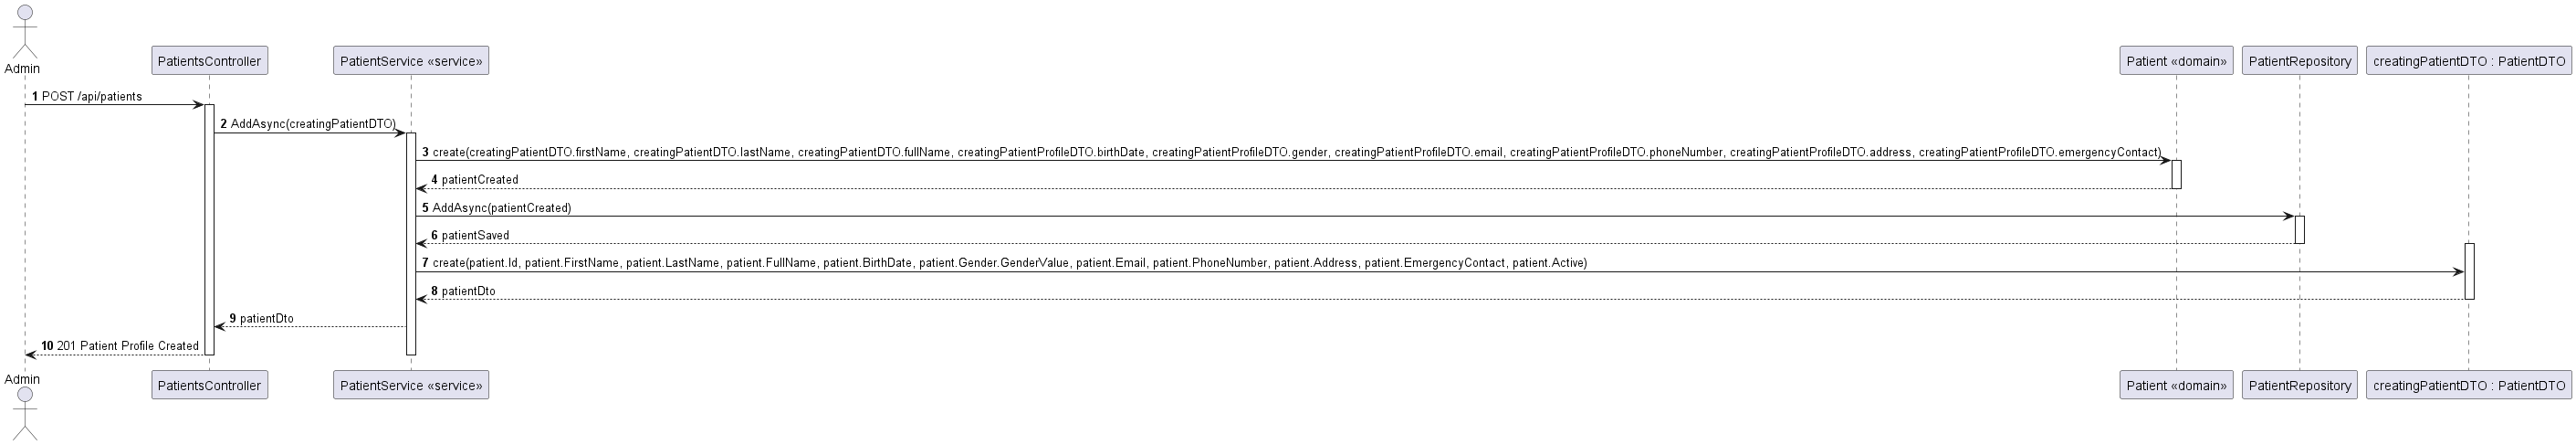 Admin
PatientsController
PatientService «service»
Patient «domain»
PatientRepository
creatingPatientDTO : PatientDTO
1 POST /api/patients
2 AddAsync(creatingPatientDTO)
3 create(creatingPatientDTO.firstName, creatingPatientDTO.lastName, creatingPatientDTO.fullName, creatingPatientProfileDTO.birthDate, creatingPatientProfileDTO.gender, creatingPatientProfileDTO.email, creatingPatientProfileDTO.phoneNumber, creatingPatientProfileDTO.address, creatingPatientProfileDTO.emergencyContact)
4 patientCreated
5 AddAsync(patientCreated)
6 patientSaved
7 create(patient.Id, patient.FirstName, patient.LastName, patient.FullName, patient.BirthDate, patient.Gender.GenderValue, patient.Email, patient.PhoneNumber, patient.Address, patient.EmergencyContact, patient.Active)
8 patientDto
9 patientDto
10 201 Patient Profile Created
Admin
PatientsController
PatientService «service»
Patient «domain»
PatientRepository
creatingPatientDTO : PatientDTO